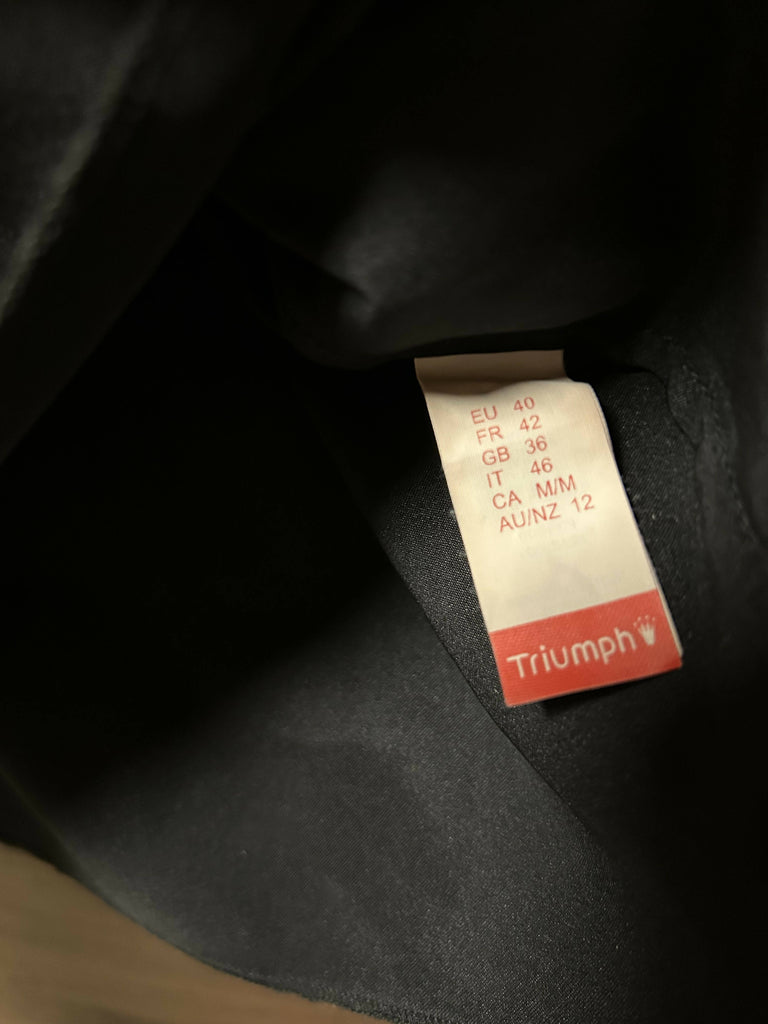 EU 40
FR 42
GB 36
IT 46
CA M/M
AU/NZ 12
Triumph